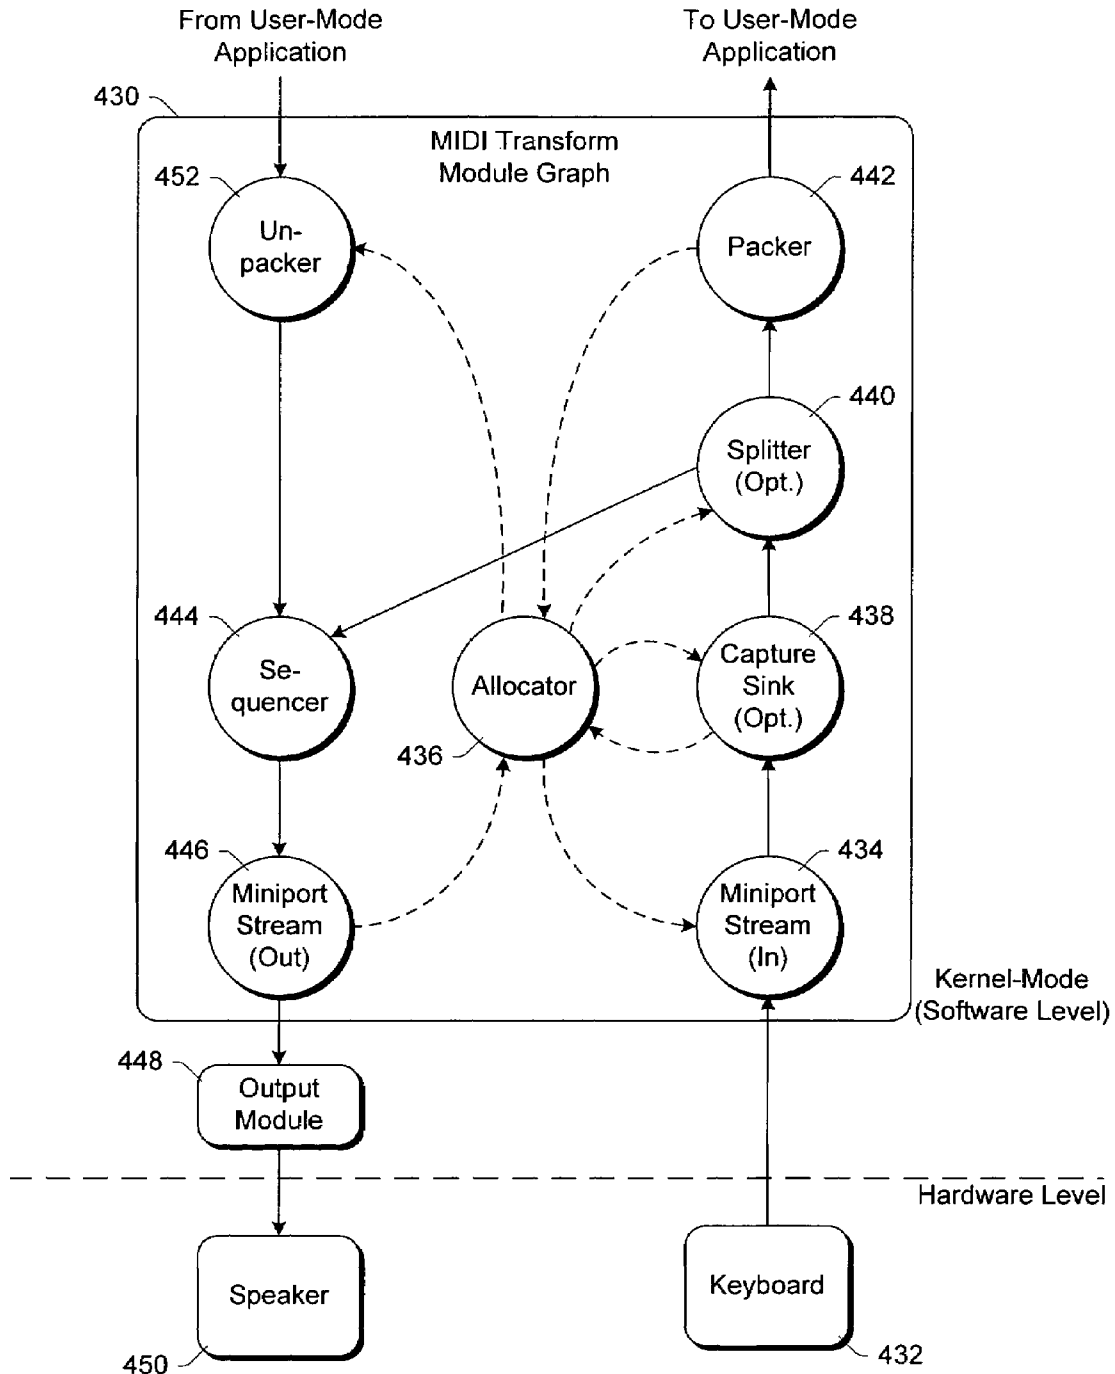 From User-Mode
Application
To User-Mode
Application
430
MIDI Transform
Module Graph
452
Un-
packer
442
Packer
440
Splitter
(Opt.)
444
Se-
quencer
Allocator
436
438
Capture
Sink
(Opt.)
446
Miniport
Stream
(Out)
434
Miniport
Stream
(In)
Kernel-Mode
(Software Level)
448
Output
Module
Hardware Level
Speaker
450
Keyboard
432